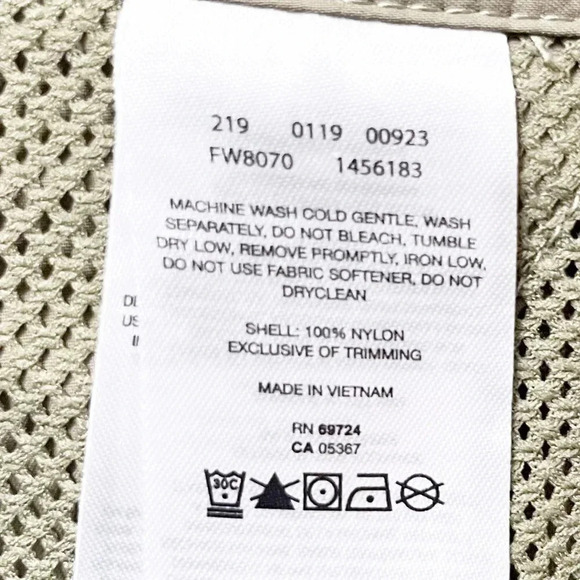 219 0119 00923
FW8070 1456183
MACHINE WASH COLD GENTLE, WASH
SEPARATELY, DO NOT BLEACH, TUMBLE
DRY LOW, REMOVE PROMPTLY, IRON LOW,
DO NOT USE FABRIC SOFTENER, DO NOT
DRYCLEAN
SHELL: 100% NYLON
EXCLUSIVE OF TRIMMING
MADE IN VIETNAM
RN 69724
CA 05367
30C